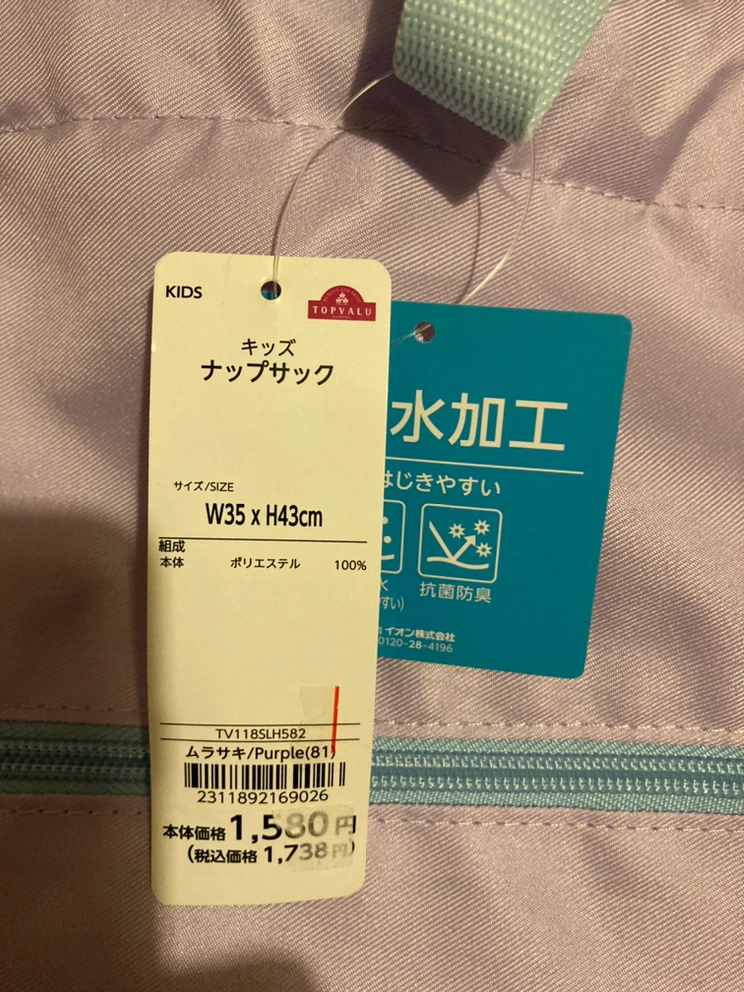 KIDS
TOPVALU
キッズ
ナップサック
サイズ/SIZE
W35 x H43cm
組成
本体 ポリエステル 100%
TV118SLH582
ムラサキ/Purple(81)
2311892169026
本体価格 1,580円
(税込価格 1,738円)
水加工
はじきやすい
抗菌防臭
すい)
イオン株式会社
0120-28-4196